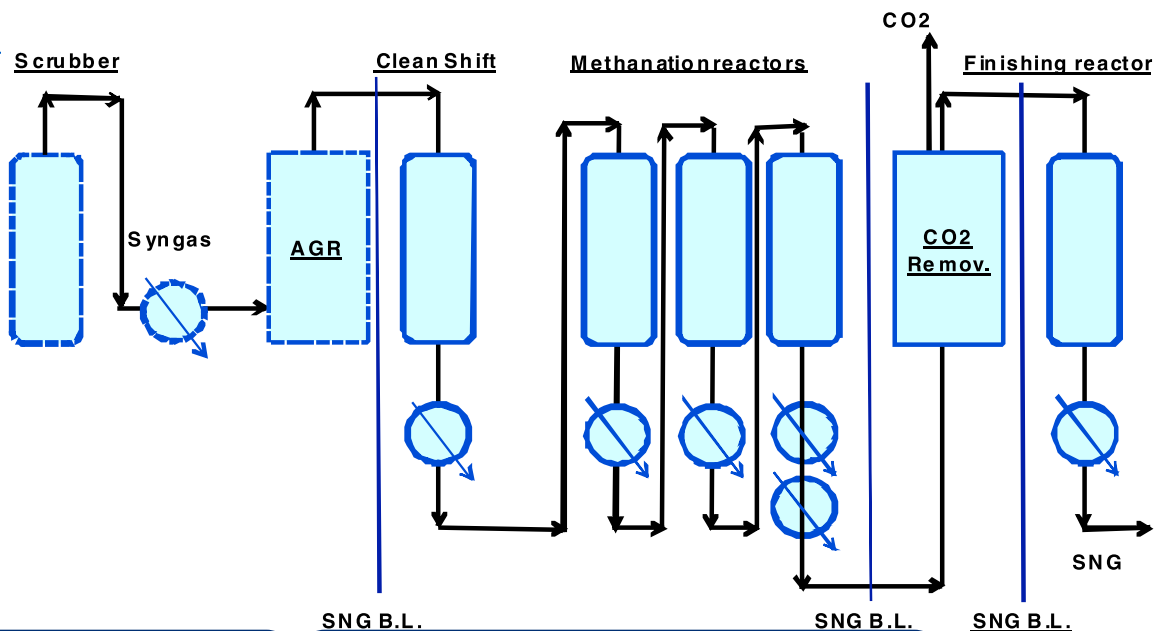 CO2
Scrubber
Clean Shift
Methanation reactors
Finishing reactor
Syngas
AGR
CO2
Remov.
SNG
SNG B.L.
SNG B.L.
SNG B.L.